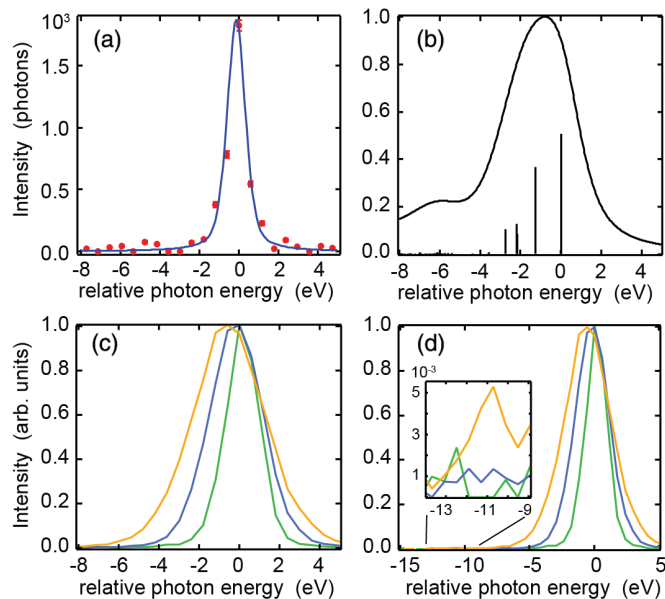 10³
(a)
(b)
1.5
1.0
0.5
0.0
Intensity (photons)
-8 -6 -4 -2 0 2 4
relative photon energy (eV)
1.0
0.8
0.6
0.4
0.2
0.0
-8 -6 -4 -2 0 2 4
relative photon energy (eV)
(c)
(d)
1.0
0.8
0.6
0.4
0.2
0.0
Intensity (arb. units)
-8 -6 -4 -2 0 2 4
relative photon energy (eV)
1.0
0.8
0.6
0.4
0.2
0.0
10⁻³
5
3
1
-13 -11 -9
-15 -10 -5 0 5
relative photon energy (eV)